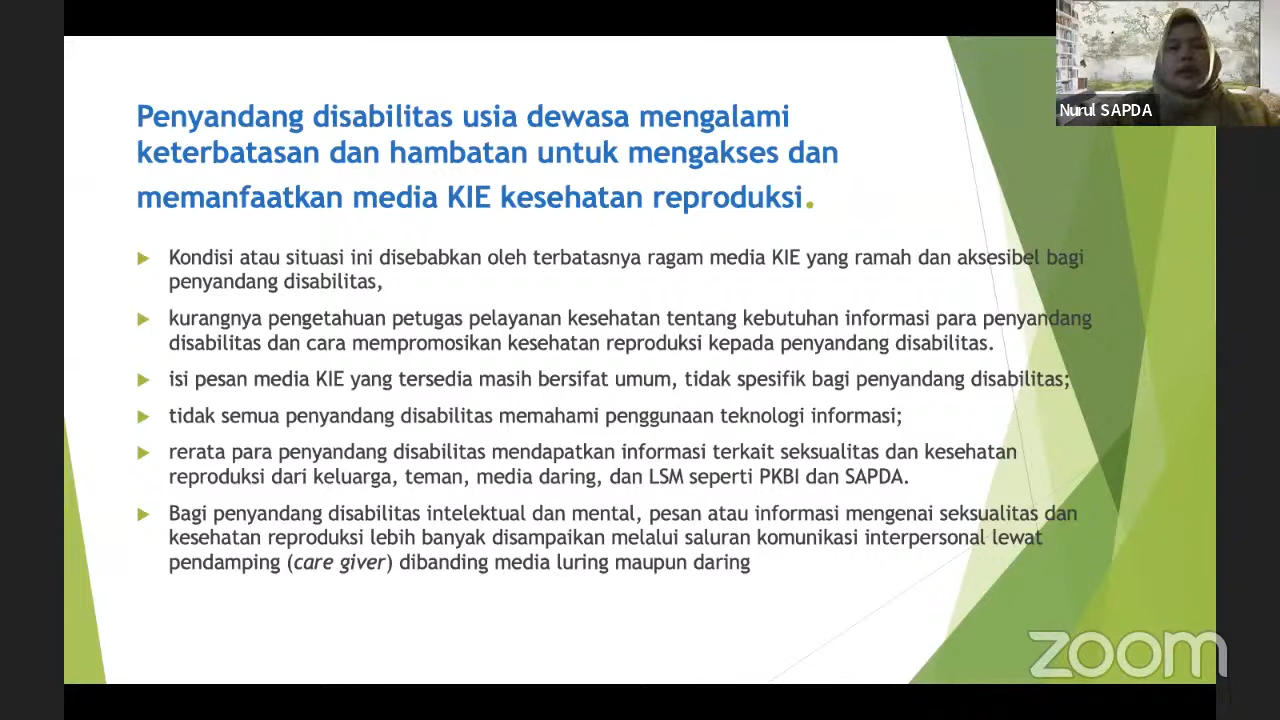 Penyandang disabilitas usia dewasa mengalami
keterbatasan dan hambatan untuk mengakses dan
memanfaatkan media KIE kesehatan reproduksi.
Kondisi atau situasi ini disebabkan oleh terbatasnya ragam media KIE yang ramah dan aksesibel bagi
penyandang disabilitas,
kurangnya pengetahuan petugas pelayanan kesehatan tentang kebutuhan informasi para penyandang
disabilitas dan cara mempromosikan kesehatan reproduksi kepada penyandang disabilitas.
isi pesan media KIE yang tersedia masih bersifat umum, tidak spesifik bagi penyandang disabilitas;
tidak semua penyandang disabilitas memahami penggunaan teknologi informasi;
rerata para penyandang disabilitas mendapatkan informasi terkait seksualitas dan kesehatan
reproduksi dari keluarga, teman, media daring, dan LSM seperti PKBI dan SAPDA.
Bagi penyandang disabilitas intelektual dan mental, pesan atau informasi mengenai seksualitas dan
kesehatan reproduksi lebih banyak disampaikan melalui saluran komunikasi interpersonal lewat
pendamping (care giver) dibanding media luring maupun daring
Nurul SAPDA
zoom